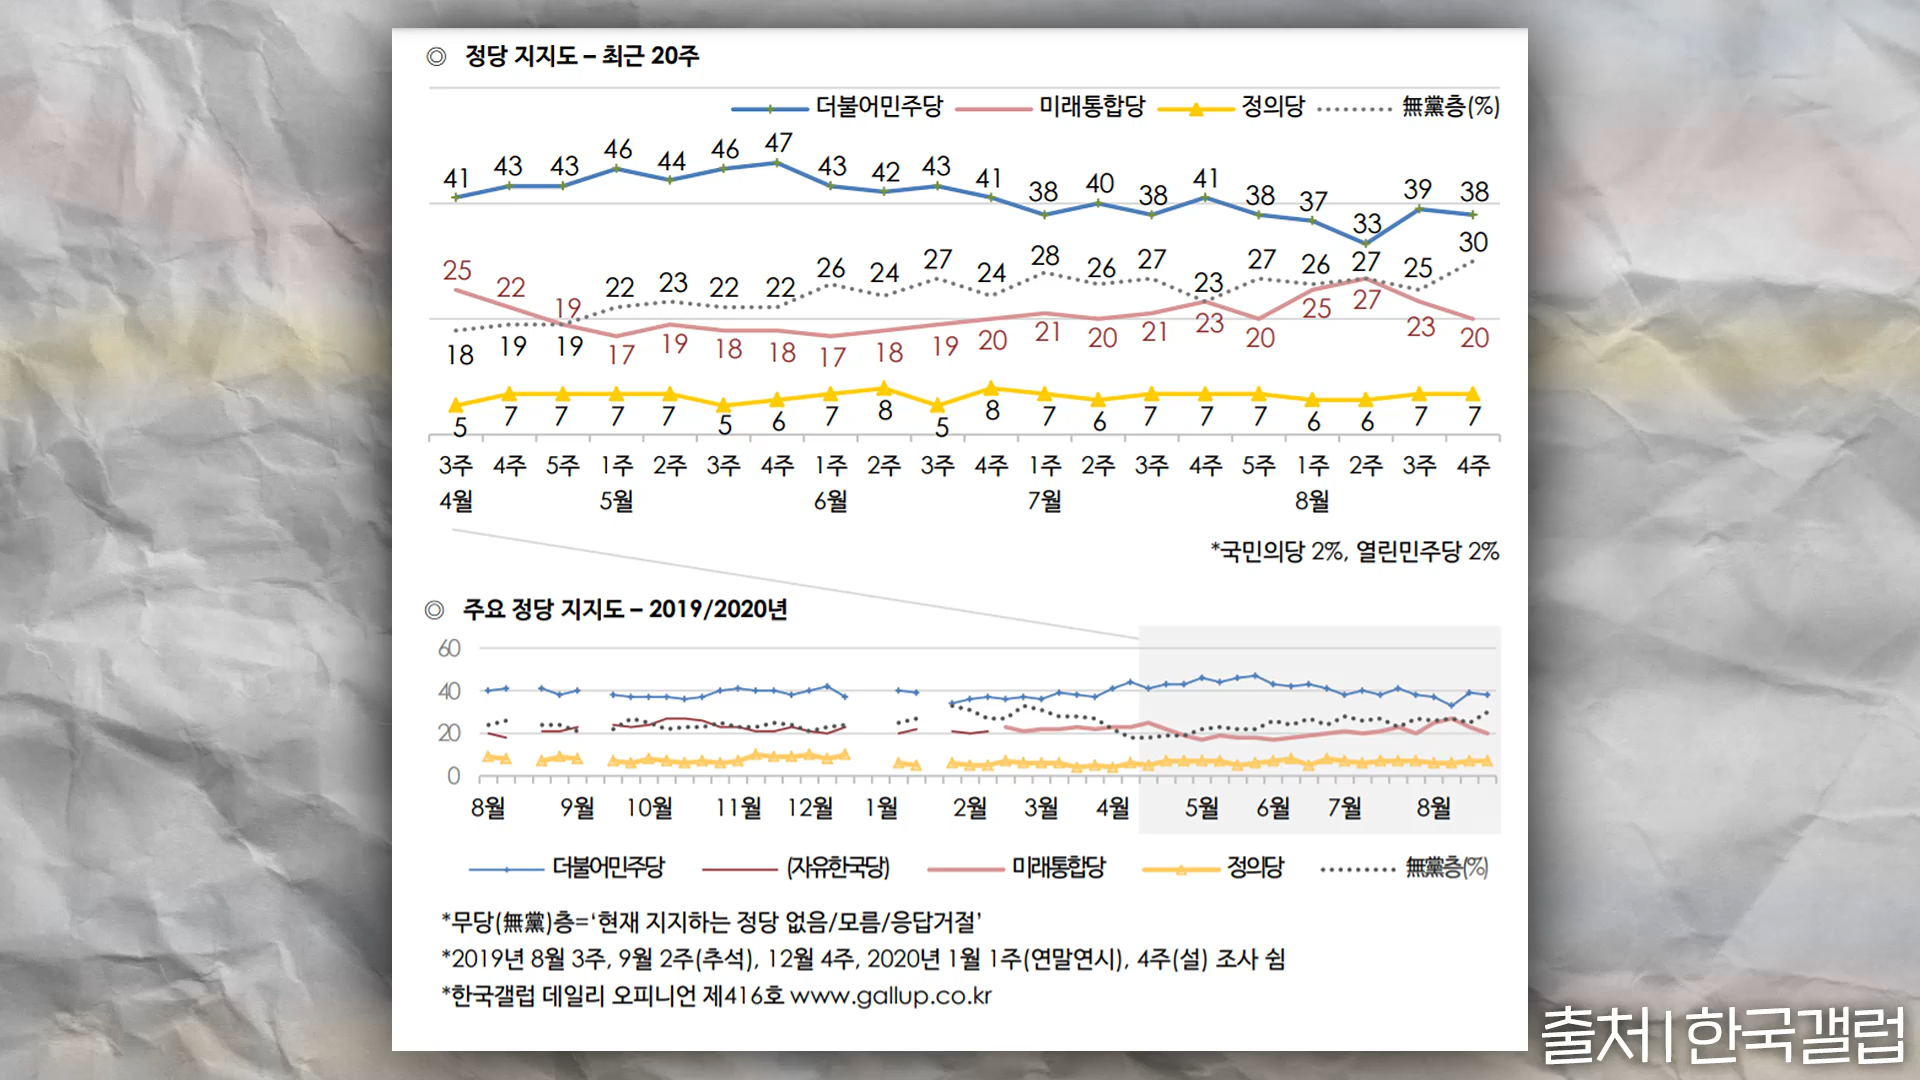 ◎ 정당 지지도 – 최근 20주
더불어민주당 미래통합당 정의당 無黨층(%)
41 43 43 46 44 46 47 43 42 43 41 38 40 38 41 38 37 33 39 38
25 22 19 17 19 18 18 17 18 19 20 21 20 21 23 20 25 27 23 20
18 19 19 22 23 22 22 26 24 27 24 28 26 27 23 27 26 27 25 30
5 7 7 7 7 5 6 7 8 5 8 7 6 7 7 7 6 6 7 7
3주 4주 5주 1주 2주 3주 4주 1주 2주 3주 4주 1주 2주 3주 4주 5주 1주 2주 3주 4주
4월 5월 6월 7월 8월
*국민의당 2%, 열린민주당 2%
◎ 주요 정당 지지도 – 2019/2020년
60
40
20
0
8월 9월 10월 11월 12월 1월 2월 3월 4월 5월 6월 7월 8월
더불어민주당 (자유한국당) 미래통합당 정의당 無黨층(%)
*무당(無黨)층=‘현재 지지하는 정당 없음/모름/응답거절’
*2019년 8월 3주, 9월 2주(추석), 12월 4주, 2020년 1월 1주(연말연시), 4주(설) 조사 쉼
*한국갤럽 데일리 오피니언 제416호 www.gallup.co.kr
출처 | 한국갤럽